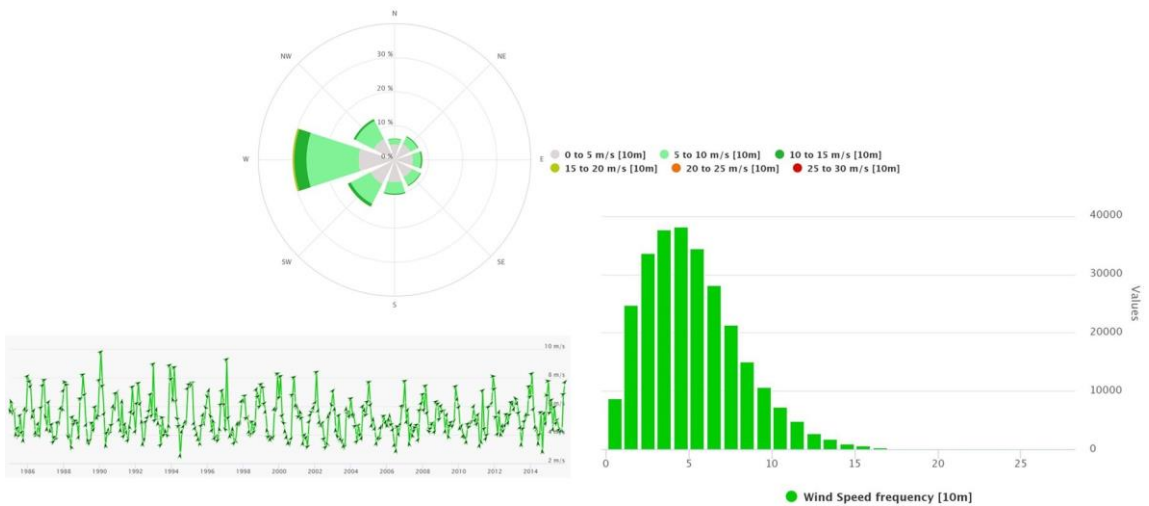 N
NW
NE
30 %
20 %
10 %
0 %
W
E
SW
SE
S
0 to 5 m/s [10m]
5 to 10 m/s [10m]
10 to 15 m/s [10m]
15 to 20 m/s [10m]
20 to 25 m/s [10m]
25 to 30 m/s [10m]
10 m/s
8 m/s
m/s
m/s
2 m/s
1986
1988
1990
1992
1994
1996
1998
2000
2002
2004
2006
2008
2010
2012
2014
40000
30000
20000
10000
0
Values
0
5
10
15
20
25
Wind Speed frequency [10m]